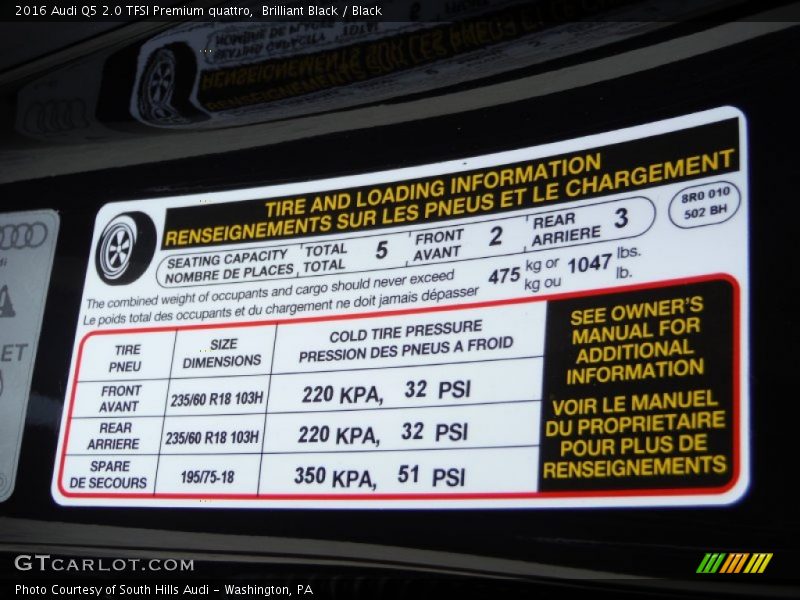 2016 Audi Q5 2.0 TFSI Premium quattro, Brilliant Black / Black
TIRE AND LOADING INFORMATION
RENSEIGNEMENTS SUR LES PNEUS ET LE CHARGEMENT
8R0 010
502 BH
SEATING CAPACITY TOTAL 5 FRONT 2 REAR 3
NOMBRE DE PLACES, TOTAL AVANT ARRIERE
The combined weight of occupants and cargo should never exceed 475 kg or 1047 lbs.
Le poids total des occupants et du chargement ne doit jamais dépasser kg ou lb.
TIRE SIZE COLD TIRE PRESSURE
PNEU DIMENSIONS PRESSION DES PNEUS A FROID
FRONT
AVANT 235/60 R18 103H 220 KPA, 32 PSI
REAR
ARRIERE 235/60 R18 103H 220 KPA, 32 PSI
SPARE
DE SECOURS 195/75-18 350 KPA, 51 PSI
SEE OWNER'S
MANUAL FOR
ADDITIONAL
INFORMATION
VOIR LE MANUEL
DU PROPRIETAIRE
POUR PLUS DE
RENSEIGNEMENTS
GTCARLOT.COM
Photo Courtesy of South Hills Audi - Washington, PA